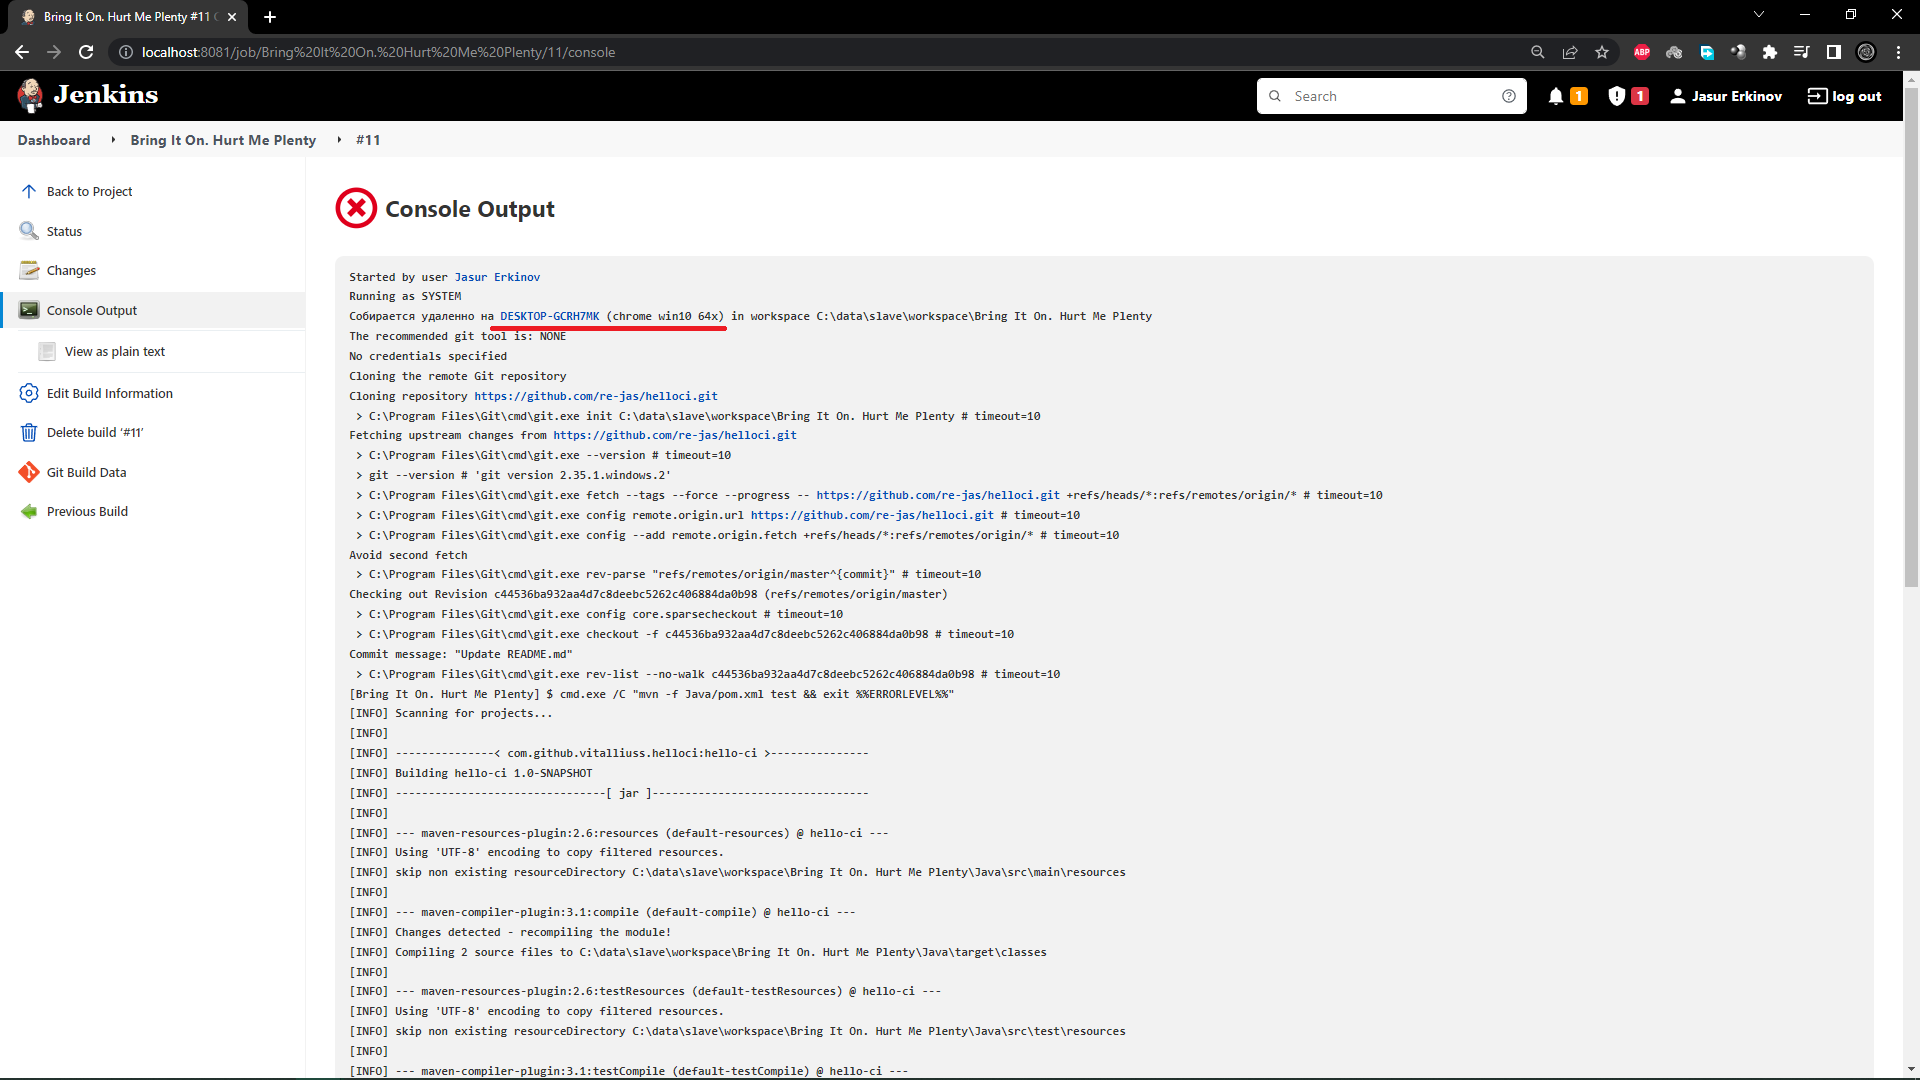 Bring It On. Hurt Me Plenty #11
localhost:8081/job/Bring%20It%20On.%20Hurt%20Me%20Plenty/11/console
ABP
Jenkins
Search
1
1
Jasur Erkinov
log out
Dashboard
Bring It On. Hurt Me Plenty
#11
Back to Project
Status
Changes
Console Output
View as plain text
Edit Build Information
Delete build ‘#11’
Git Build Data
Previous Build
Console Output
Started by user Jasur Erkinov
Running as SYSTEM
Собирается удаленно на DESKTOP-GCRH7MK (chrome win10 64x) in workspace C:\data\slave\workspace\Bring It On. Hurt Me Plenty
The recommended git tool is: NONE
No credentials specified
Cloning the remote Git repository
Cloning repository https://github.com/re-jas/helloci.git
> C:\Program Files\Git\cmd\git.exe init C:\data\slave\workspace\Bring It On. Hurt Me Plenty # timeout=10
Fetching upstream changes from https://github.com/re-jas/helloci.git
> C:\Program Files\Git\cmd\git.exe --version # timeout=10
> git --version # 'git version 2.35.1.windows.2'
> C:\Program Files\Git\cmd\git.exe fetch --tags --force --progress -- https://github.com/re-jas/helloci.git +refs/heads/*:refs/remotes/origin/* # timeout=10
> C:\Program Files\Git\cmd\git.exe config remote.origin.url https://github.com/re-jas/helloci.git # timeout=10
> C:\Program Files\Git\cmd\git.exe config --add remote.origin.fetch +refs/heads/*:refs/remotes/origin/* # timeout=10
Avoid second fetch
> C:\Program Files\Git\cmd\git.exe rev-parse "refs/remotes/origin/master^{commit}" # timeout=10
Checking out Revision c44536ba932aa4d7c8deebc5262c406884da0b98 (refs/remotes/origin/master)
> C:\Program Files\Git\cmd\git.exe config core.sparsecheckout # timeout=10
> C:\Program Files\Git\cmd\git.exe checkout -f c44536ba932aa4d7c8deebc5262c406884da0b98 # timeout=10
Commit message: "Update README.md"
> C:\Program Files\Git\cmd\git.exe rev-list --no-walk c44536ba932aa4d7c8deebc5262c406884da0b98 # timeout=10
[Bring It On. Hurt Me Plenty] $ cmd.exe /C "mvn -f Java/pom.xml test && exit %%ERRORLEVEL%%"
[INFO] Scanning for projects...
[INFO]
[INFO] ---------------< com.github.vitalliuss.helloci:hello-ci >---------------
[INFO] Building hello-ci 1.0-SNAPSHOT
[INFO] --------------------------------[ jar ]---------------------------------
[INFO]
[INFO] --- maven-resources-plugin:2.6:resources (default-resources) @ hello-ci ---
[INFO] Using 'UTF-8' encoding to copy filtered resources.
[INFO] skip non existing resourceDirectory C:\data\slave\workspace\Bring It On. Hurt Me Plenty\Java\src\main\resources
[INFO]
[INFO] --- maven-compiler-plugin:3.1:compile (default-compile) @ hello-ci ---
[INFO] Changes detected - recompiling the module!
[INFO] Compiling 2 source files to C:\data\slave\workspace\Bring It On. Hurt Me Plenty\Java\target\classes
[INFO]
[INFO] --- maven-resources-plugin:2.6:testResources (default-testResources) @ hello-ci ---
[INFO] Using 'UTF-8' encoding to copy filtered resources.
[INFO] skip non existing resourceDirectory C:\data\slave\workspace\Bring It On. Hurt Me Plenty\Java\src\test\resources
[INFO]
[INFO] --- maven-compiler-plugin:3.1:testCompile (default-testCompile) @ hello-ci ---